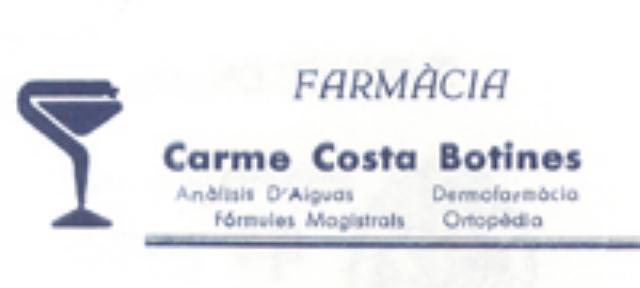 FARMÀCIA
Carme Costa Botines
Anàlisis D'Aiguas Dermofarmàcia
Fórmules Magistrals Ortopèdia